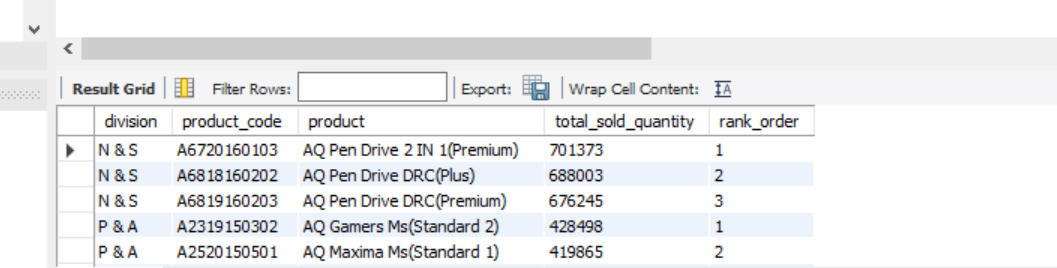 Result Grid Filter Rows: Export: Wrap Cell Content:
division product_code product total_sold_quantity rank_order
N & S A6720160103 AQ Pen Drive 2 IN 1(Premium) 701373 1
N & S A6818160202 AQ Pen Drive DRC(Plus) 688003 2
N & S A6819160203 AQ Pen Drive DRC(Premium) 676245 3
P & A A2319150302 AQ Gamers Ms(Standard 2) 428498 1
P & A A2520150501 AQ Maxima Ms(Standard 1) 419865 2